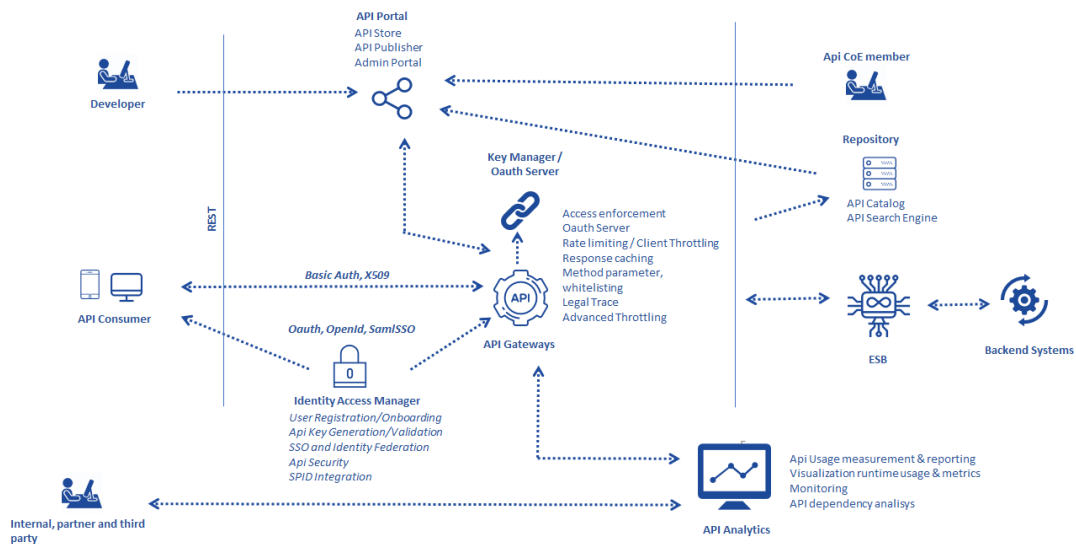 API Portal
API Store
API Publisher
Admin Portal
Api CoE member
Developer
Repository
Key Manager /
Oauth Server
API Catalog
API Search Engine
REST
Access enforcement
Oauth Server
Rate limiting / Client Throttling
Response caching
Method parameter,
whitelisting
Legal Trace
Advanced Throttling
Basic Auth, X509
API
API Consumer
Oauth, OpenId, SamlSSO
API Gateways
ESB
Backend Systems
Identity Access Manager
User Registration/Onboarding
Api Key Generation/Validation
SSO and Identity Federation
Api Security
SPID Integration
Api Usage measurement & reporting
Visualization runtime usage & metrics
Monitoring
API dependency analisys
API Analytics
Internal, partner and third
party